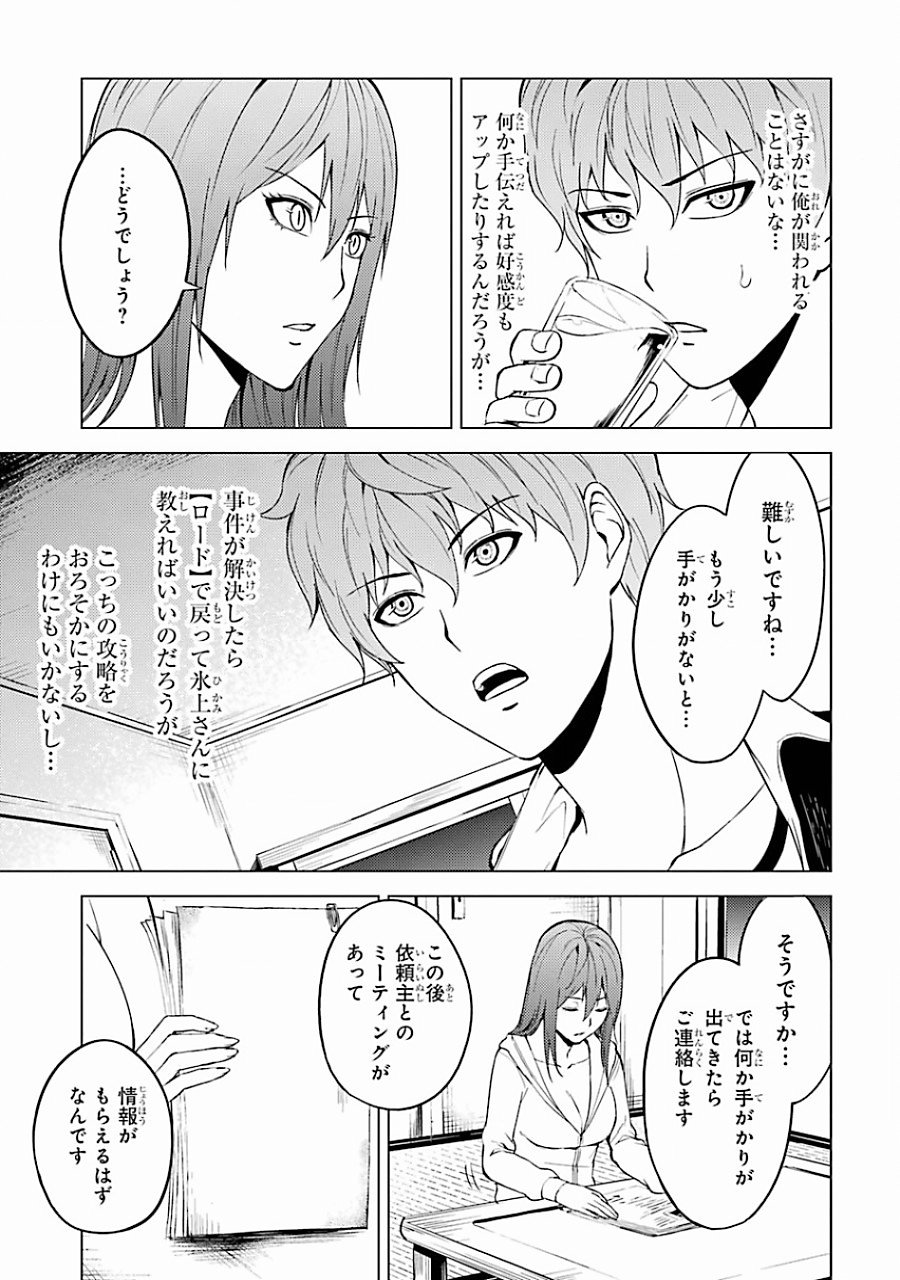 さすがに俺が関われる
ことはないな…
何か手伝えれば好感度も
アップしたりするんだろうが…
…どうでしょう？
難しいですね…
もう少し
手がかりがないと…
事件が解決したら
【ロード】で戻って氷上さんに
教えればいいのだろうが
こっちの攻略を
おろそかにする
わけにもいかないし…
そうですか…
では何か手がかりが
出てきたら
ご連絡します
この後
依頼主との
ミーティングが
あって
情報が
もらえるはず
なんです